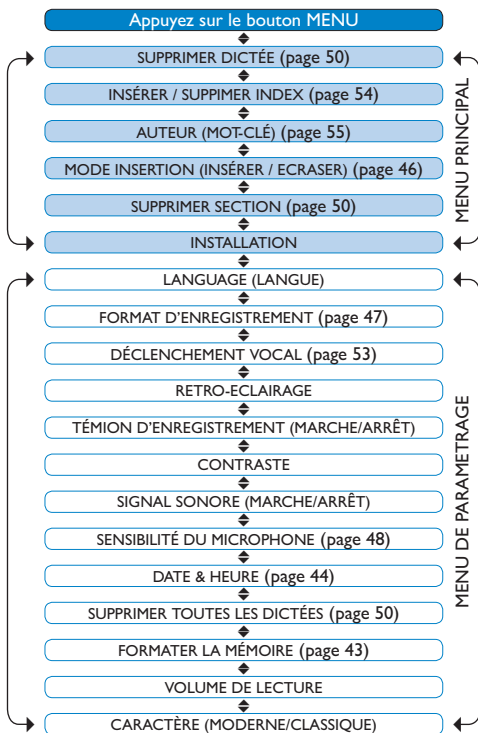 Appuyez sur le bouton MENU
SUPPRIMER DICTÉE (page 50)
INSÉRER / SUPPIMER INDEX (page 54)
AUTEUR (MOT-CLÉ) (page 55)
MODE INSERTION (INSÉRER / ECRASER) (page 46)
SUPPRIMER SECTION (page 50)
INSTALLATION
MENU PRINCIPAL
LANGUAGE (LANGUE)
FORMAT D'ENREGISTREMENT (page 47)
DÉCLENCHEMENT VOCAL (page 53)
RETRO-ECLAIRAGE
TÉMION D'ENREGISTREMENT (MARCHE/ARRÊT)
CONTRASTE
SIGNAL SONORE (MARCHE/ARRÊT)
SENSIBILITÉ DU MICROPHONE (page 48)
DATE & HEURE (page 44)
SUPPRIMER TOUTES LES DICTÉES (page 50)
FORMATER LA MÉMOIRE (page 43)
VOLUME DE LECTURE
CARACTÈRE (MODERNE/CLASSIQUE)
MENU DE PARAMETRAGE